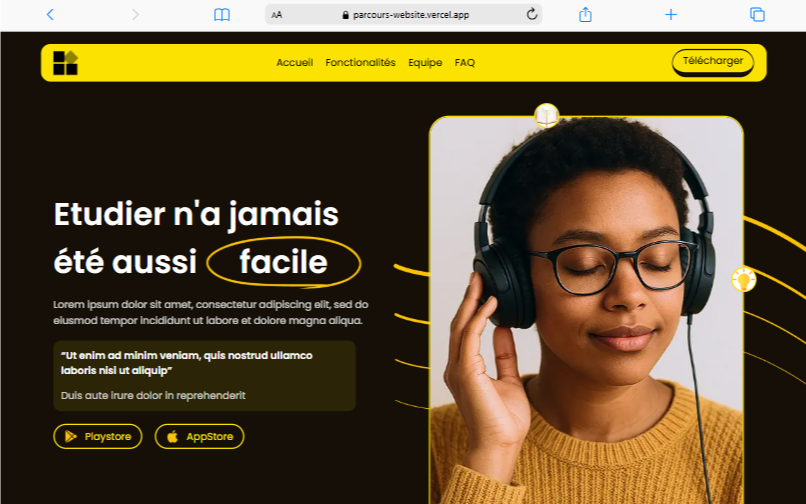 AA parcours-website.vercel.app
Accueil Fonctionalités Equipe FAQ Télécharger
Etudier n'a jamais
été aussi facile
Lorem ipsum dolor sit amet, consectetur adipiscing elit, sed do
eiusmod tempor incididunt ut labore et dolore magna aliqua.
“Ut enim ad minim veniam, quis nostrud ullamco
laboris nisi ut aliquip”
Duis aute irure dolor in reprehenderit
Playstore AppStore